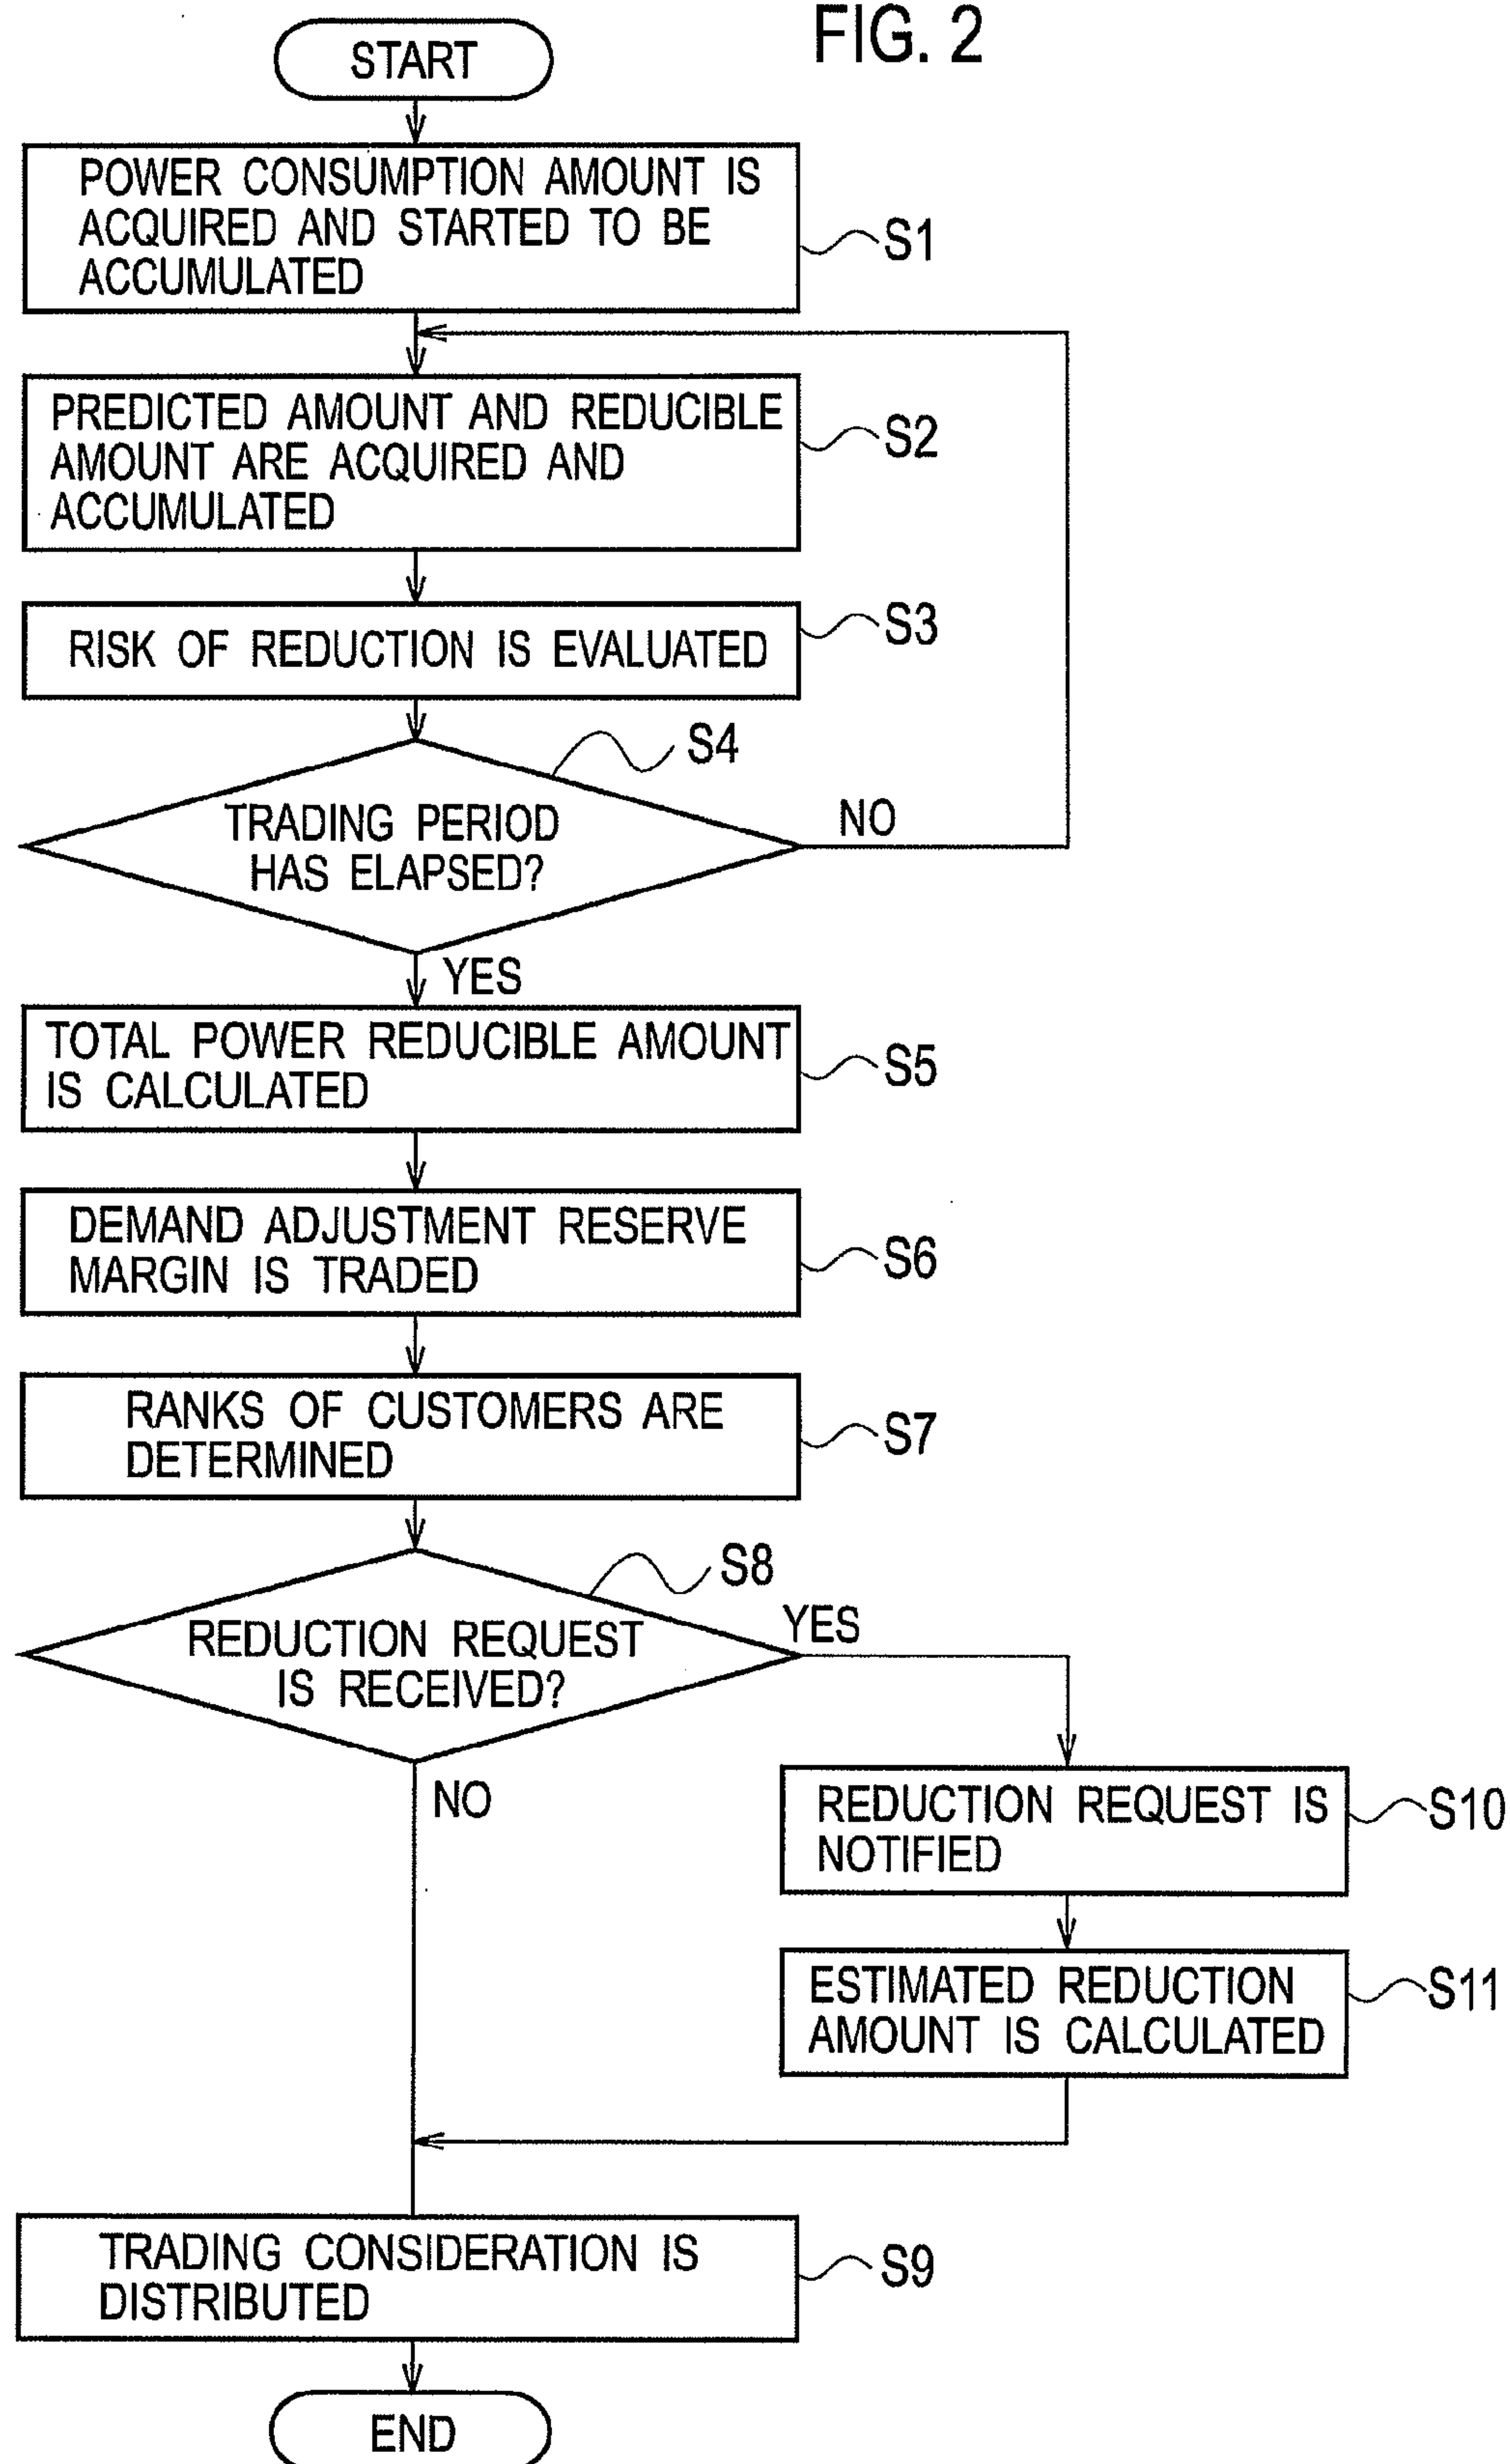 FIG. 2
START
POWER CONSUMPTION AMOUNT IS
ACQUIRED AND STARTED TO BE
ACCUMULATED
S1
PREDICTED AMOUNT AND REDUCIBLE
AMOUNT ARE ACQUIRED AND
ACCUMULATED
S2
RISK OF REDUCTION IS EVALUATED
S3
S4
TRADING PERIOD
HAS ELAPSED?
NO
YES
TOTAL POWER REDUCIBLE AMOUNT
IS CALCULATED
S5
DEMAND ADJUSTMENT RESERVE
MARGIN IS TRADED
S6
RANKS OF CUSTOMERS ARE
DETERMINED
S7
S8
REDUCTION REQUEST
IS RECEIVED?
YES
NO
REDUCTION REQUEST IS
NOTIFIED
S10
ESTIMATED REDUCTION
AMOUNT IS CALCULATED
S11
TRADING CONSIDERATION IS
DISTRIBUTED
S9
END